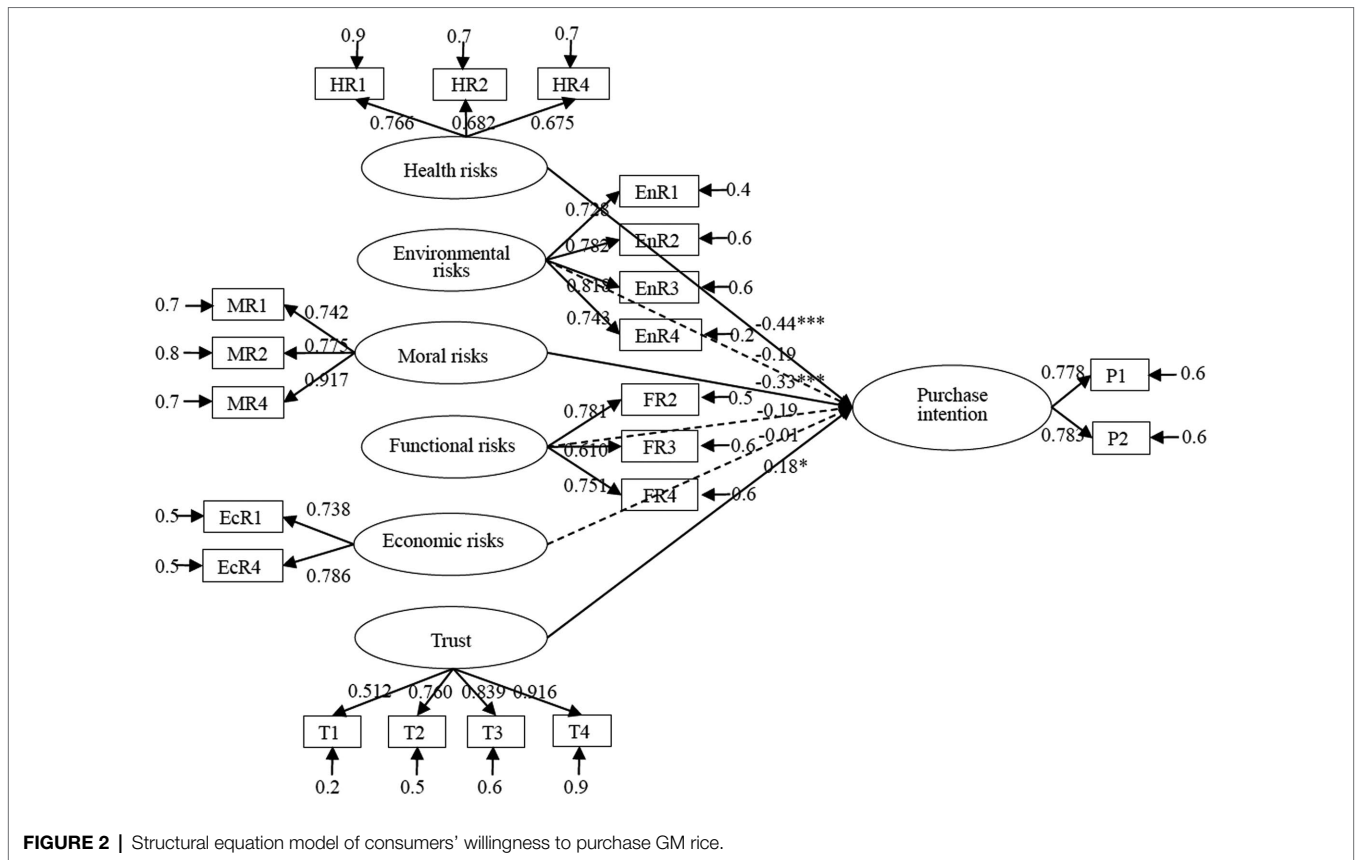 0.9 0.7 0.7
HR1 HR2 HR4
0.766 0.682 0.675
Health risks
EnR1 0.4
0.728
EnR2 0.6
0.782
Environmental
risks
EnR3 0.6
0.818
0.7 MR1 0.742
0.743 EnR4 0.2
-0.44***
0.8 MR2 0.775
Moral risks
-0.19
-0.33***
0.917
0.7 MR4
0.778 P1 0.6
Purchase
intention
0.781 FR2 0.5
-0.19
-0.01
0.783 P2 0.6
Functional risks
0.610 FR3 0.6
0.18*
0.751 FR4 0.6
0.5 EcR1 0.738
Economic risks
0.5 EcR4 0.786
Trust
0.512 0.760 0.839 0.916
T1 T2 T3 T4
0.2 0.5 0.6 0.9
FIGURE 2 | Structural equation model of consumers’ willingness to purchase GM rice.